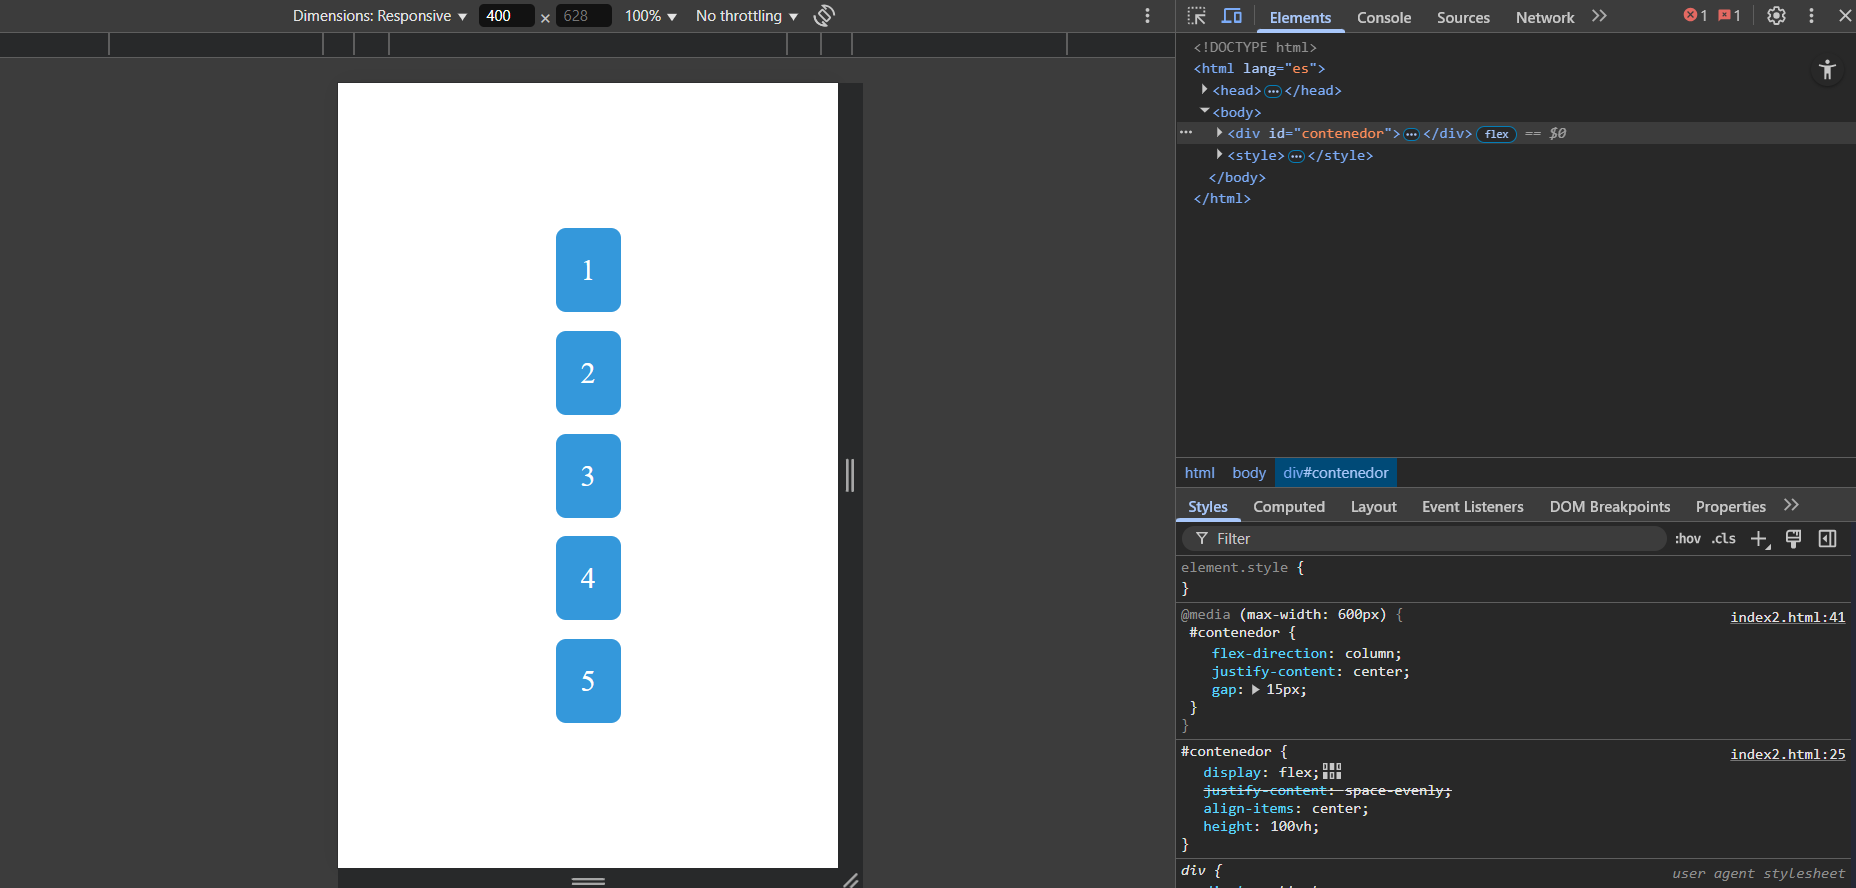 Dimensions: Responsive 400 × 628 100% No throttling
1
2
3
4
5
Elements Console Sources Network 1 1
<!DOCTYPE html>
<html lang="es">
<head> </head>
<body>
<div id="contenedor"> </div> flex == $0
<style> </style>
</body>
</html>
html body div#contenedor
Styles Computed Layout Event Listeners DOM Breakpoints Properties
Filter :hov .cls
element.style {
}
@media (max-width: 600px) { index2.html:41
#contenedor {
flex-direction: column;
justify-content: center;
gap: 15px;
}
}
#contenedor { index2.html:25
display: flex;
justify-content: space-evenly;
align-items: center;
height: 100vh;
}
div { user agent stylesheet